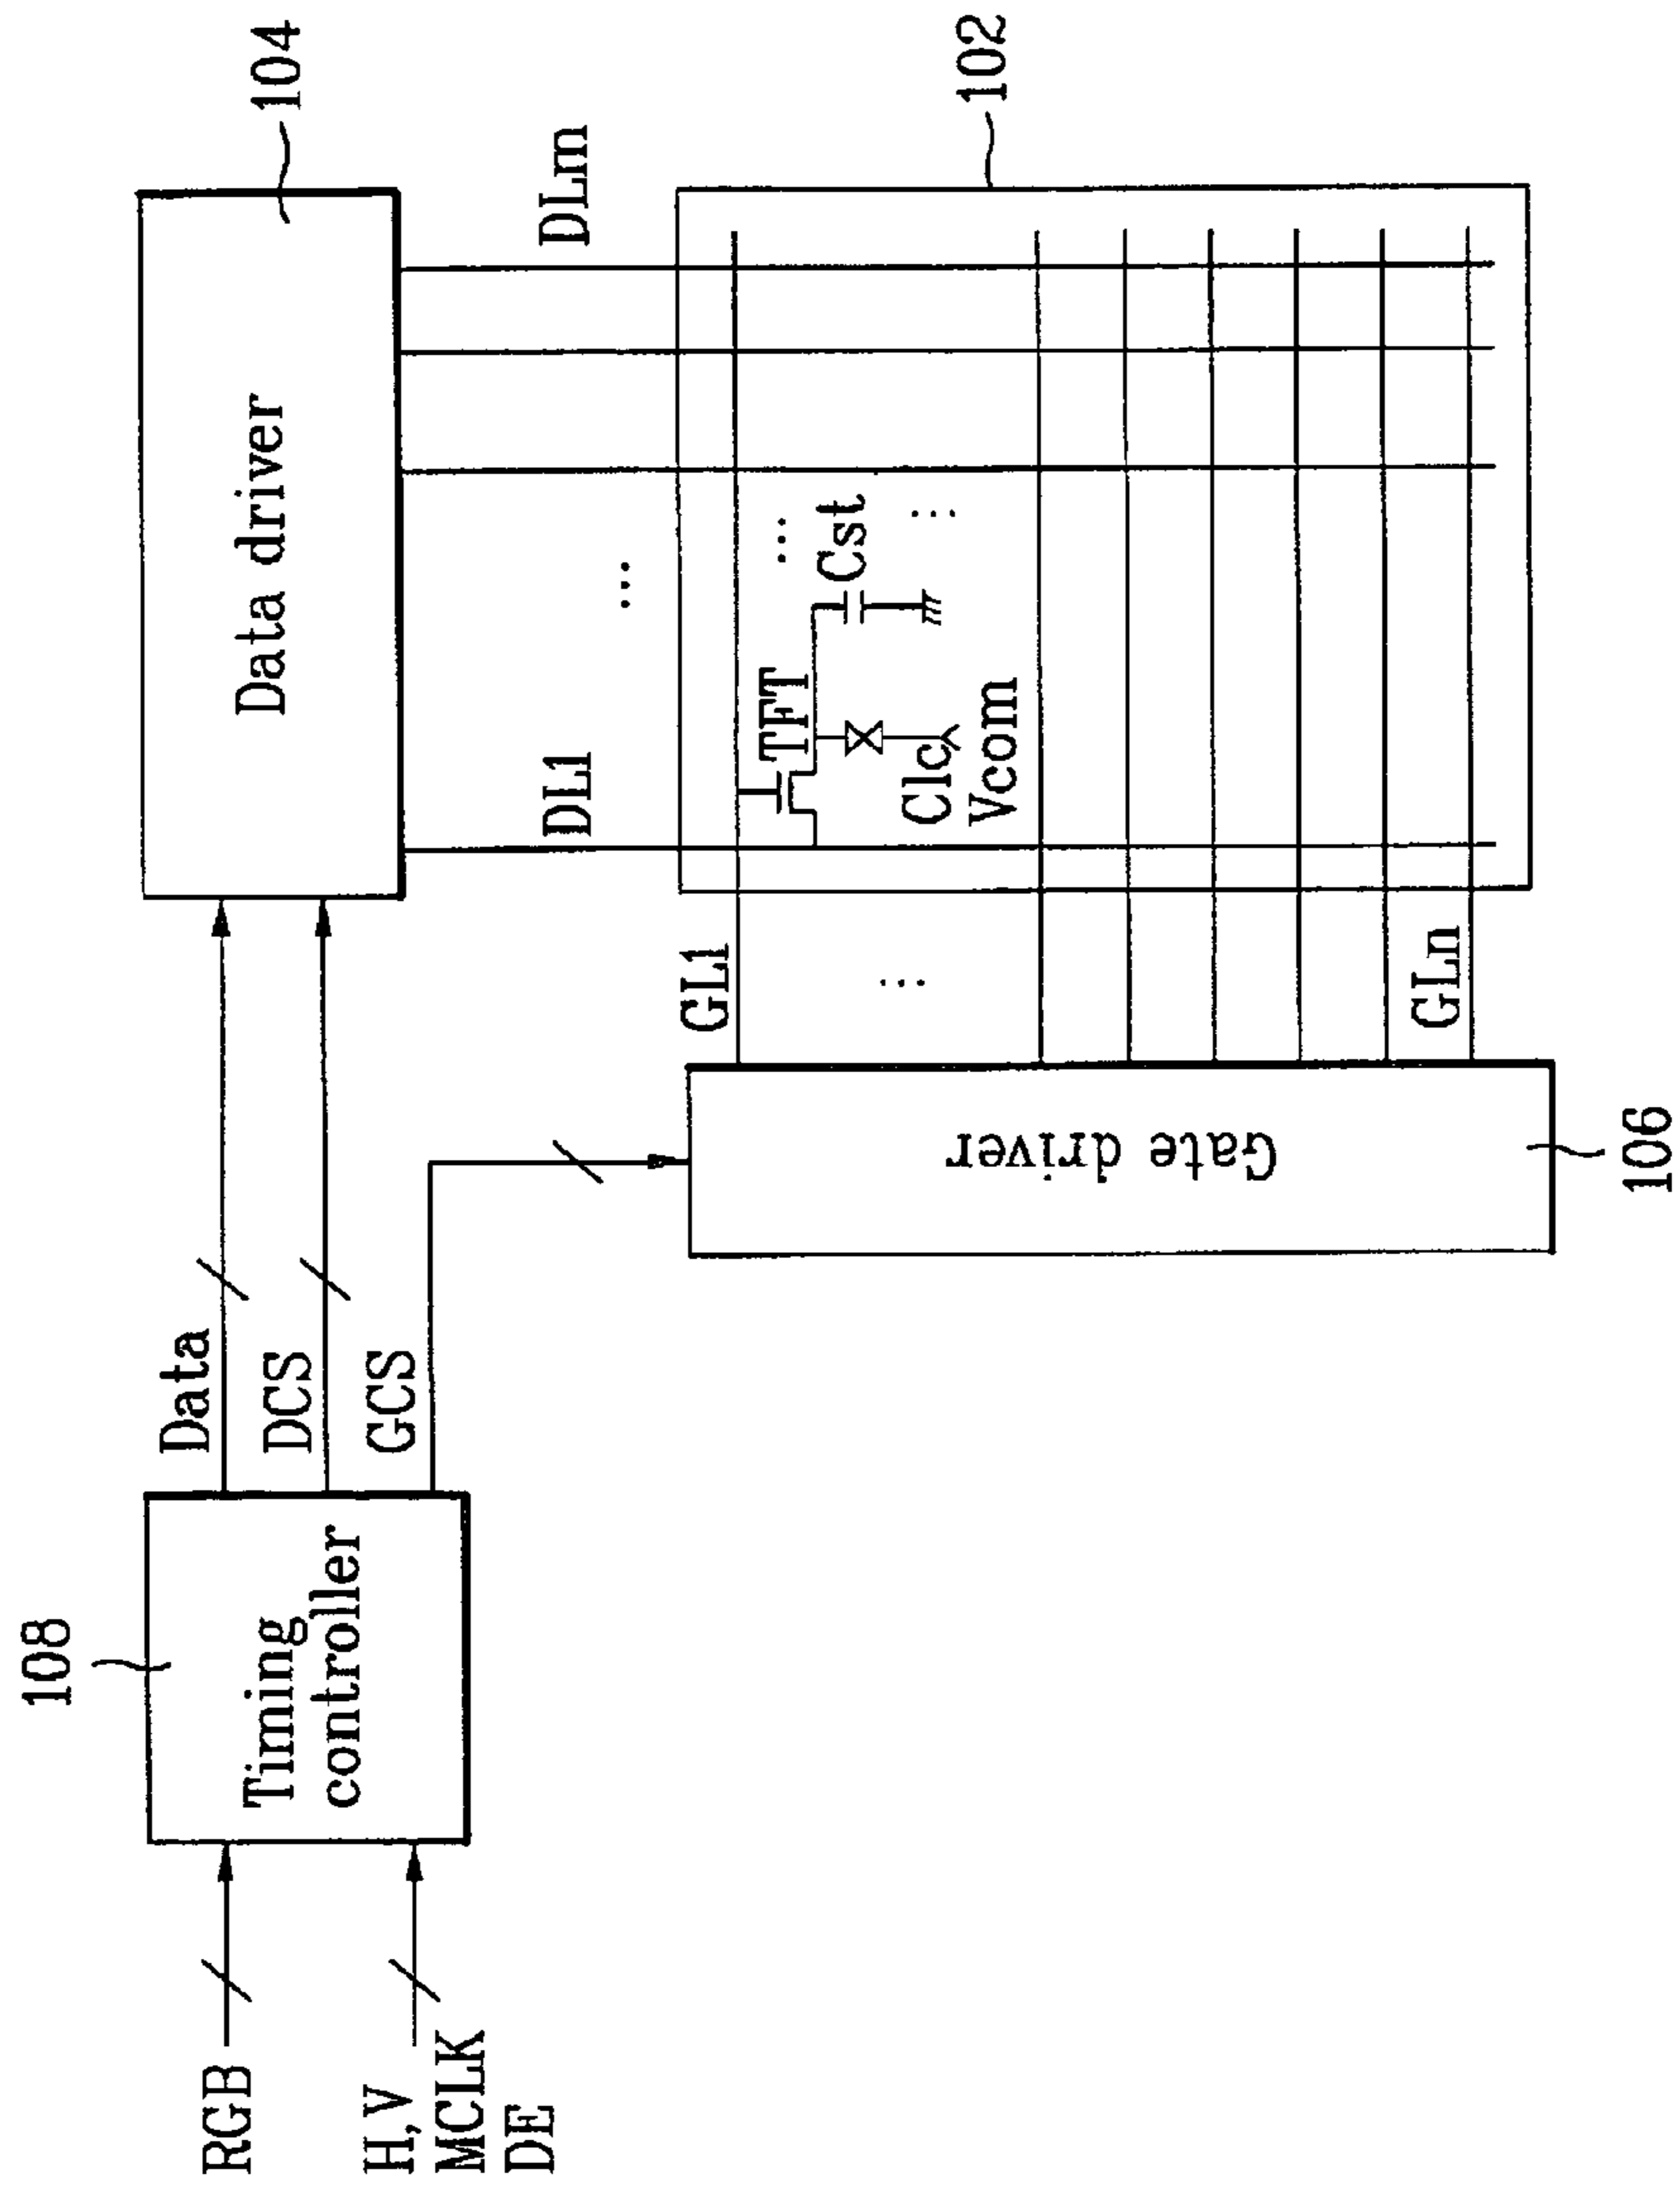 108
104
Timing
controller
Data driver
RGB
H,V
MCLK
DE
Data
DCS
GCS
DL1
...
DLm
GL1
...
GLn
Gate driver
106
TFT
...
Cst
...
Clc
Vcom
102